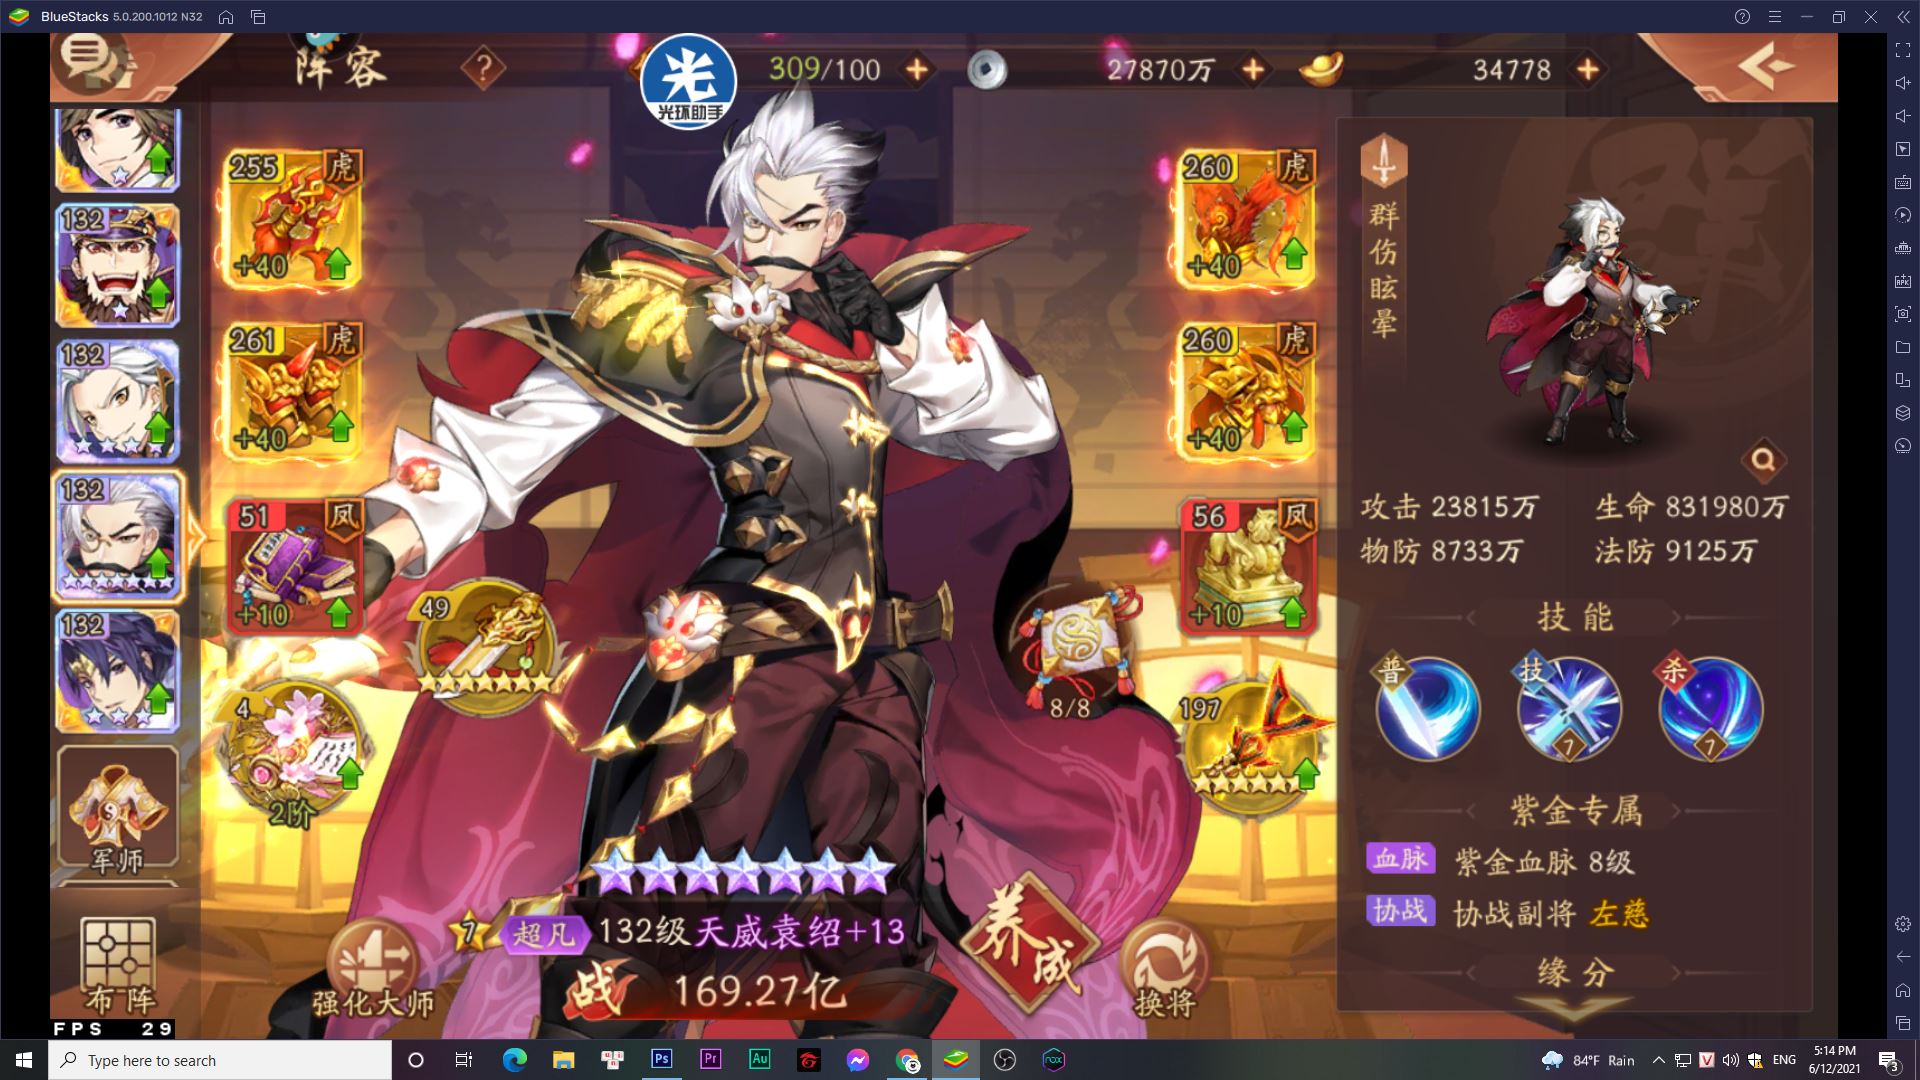 BlueStacks 5.0.200.1012 N32
阵容
?
光
光环助手
309/100
27870万
34778
132
132
132
132
255
虎
+40
261
虎
+40
51
凤
+10
49
4
2阶
260
虎
+40
260
虎
+40
56
凤
+10
8/8
197
群伤眩晕
攻击 23815万
生命 831980万
物防 8733万
法防 9125万
技能
普
技
7
杀
7
紫金专属
血脉 紫金血脉 8级
协战 协战副将 左慈
缘分
军师
布阵
强化大师
7 超凡 132级 天威袁绍+13
战 169.27亿
养成
换将
FPS 29
Type here to search
Ps
Pr
Au
84°F Rain
ENG
5:14 PM
6/12/2021
3